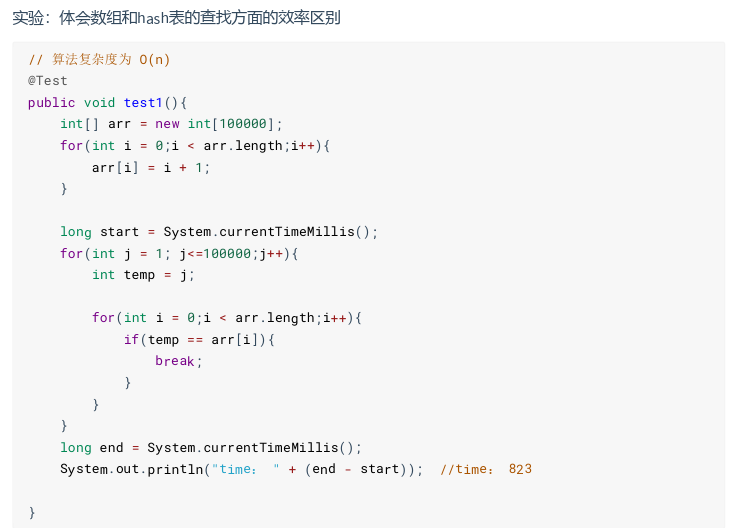 实验：体会数组和hash表的查找方面的效率区别
// 算法复杂度为 O(n)
@Test
public void test1(){
    int[] arr = new int[100000];
    for(int i = 0;i < arr.length;i++){
        arr[i] = i + 1;
    }
    long start = System.currentTimeMillis();
    for(int j = 1; j<=100000;j++){
        int temp = j;
        for(int i = 0;i < arr.length;i++){
            if(temp == arr[i]){
                break;
            }
        }
    }
    long end = System.currentTimeMillis();
    System.out.println("time： " + (end - start));  //time： 823
}